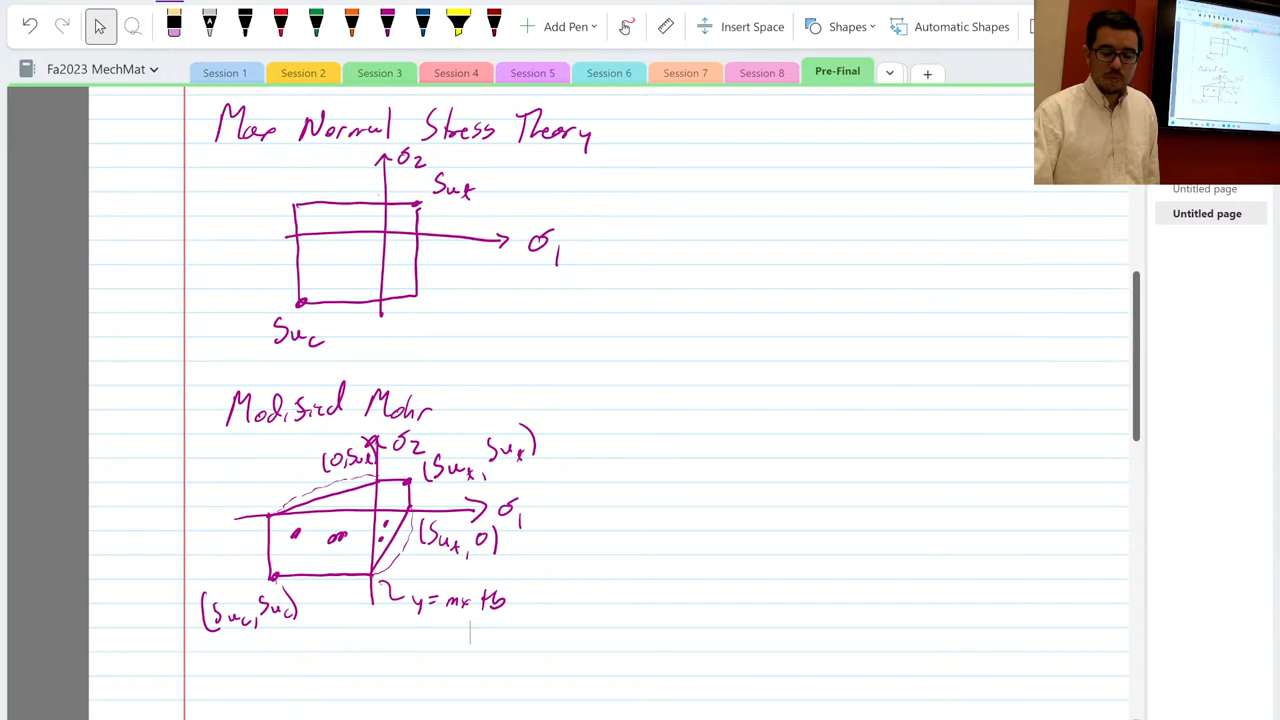 Add Pen
Insert Space
Shapes
Automatic Shapes
Fa2023 MechMat
Session 1
Session 2
Session 3
Session 4
Session 5
Session 6
Session 7
Session 8
Pre-Final
Untitled page
Untitled page
Max Normal Stress Theory
σ2
Sut
σ1
Suc
Modified Mohr
σ2
(0,Sut)
(Sut, Sut)
σ1
(Sut, 0)
(Suc, Suc)
y = mx + b